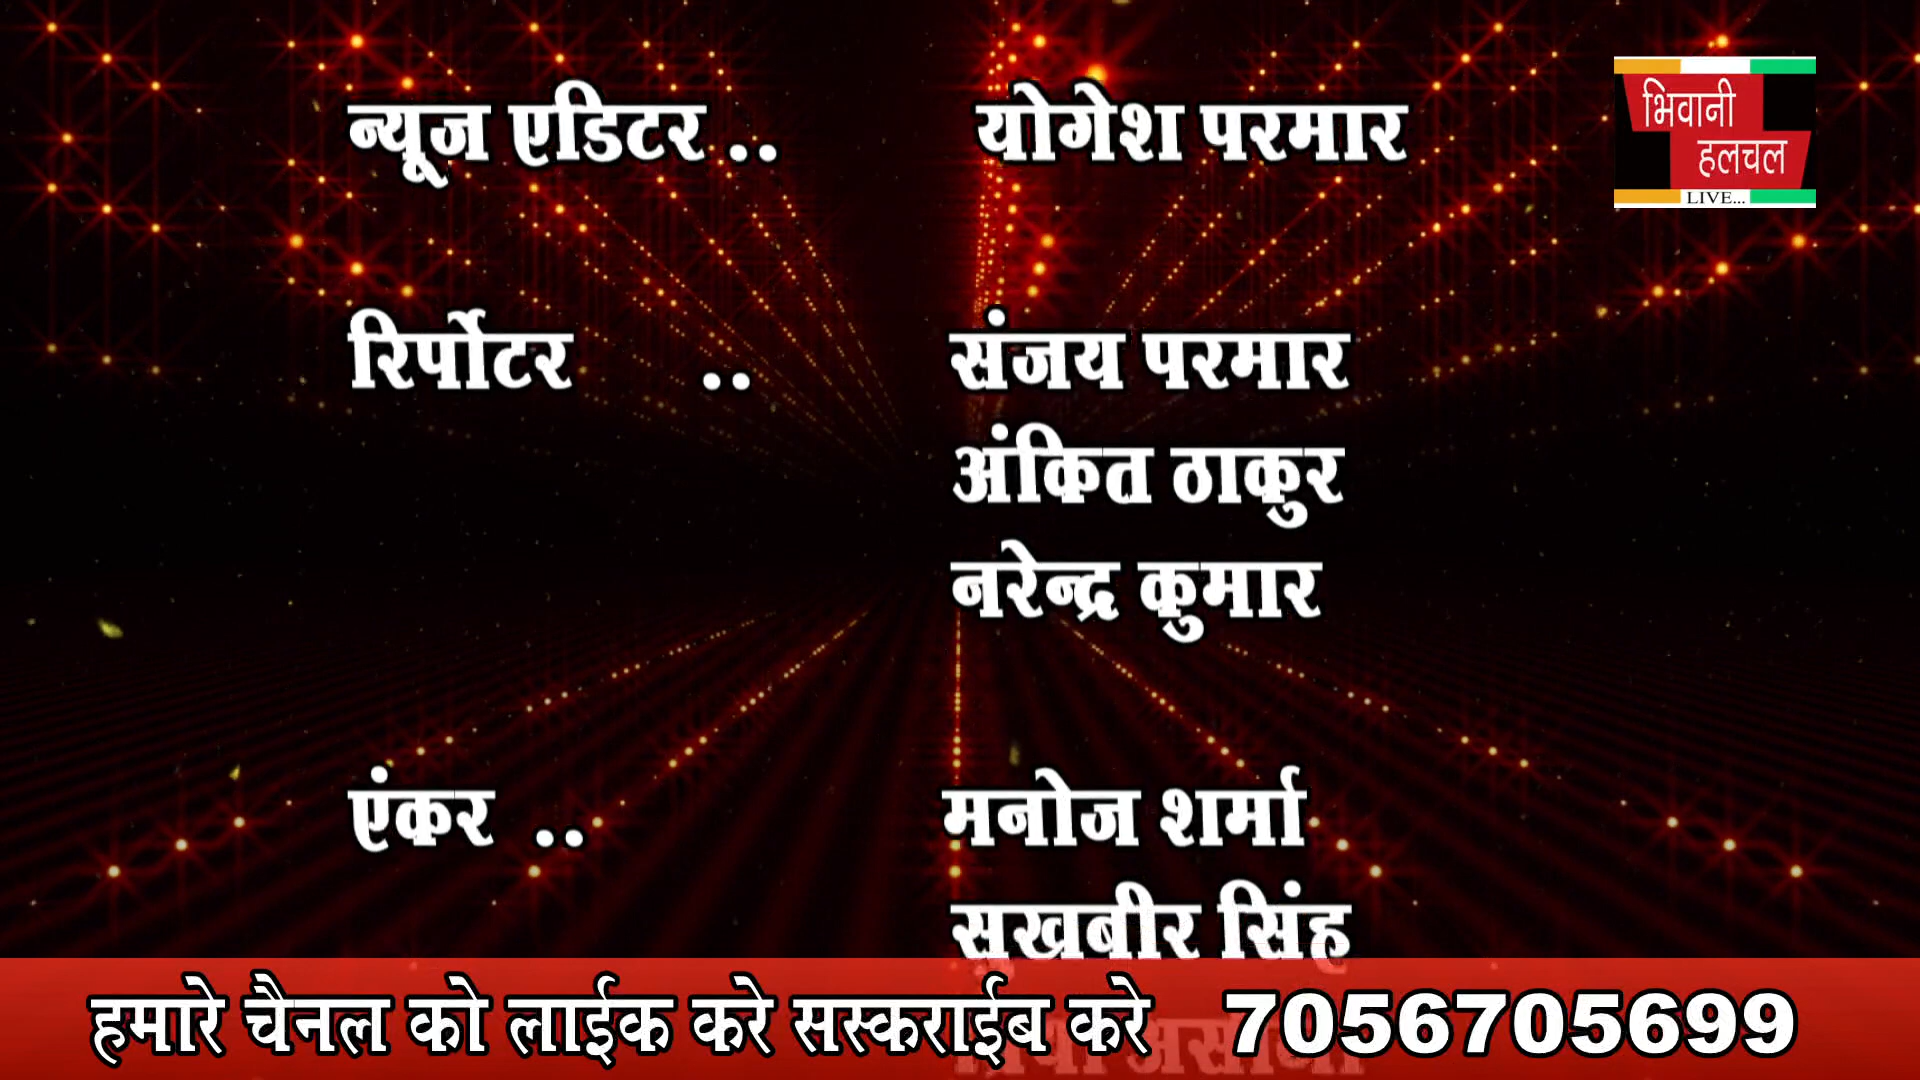 न्यूज एडिटर .. योगेश परमार
भिवानी
हलचल
LIVE...
रिर्पोटर .. संजय परमार
अंकित ठाकुर
नरेन्द्र कुमार
एंकर .. मनोज शर्मा
सुखबीर सिंह
हमारे चैनल को लाईक करे सस्कराईब करे 7056705699